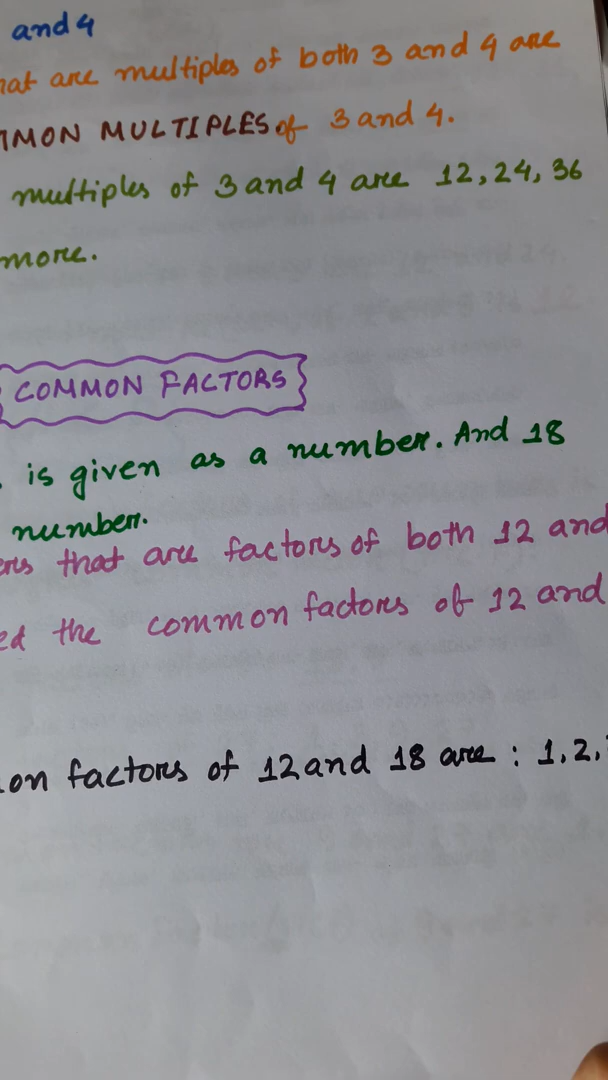 and 4
hat are multiples of both 3 and 4 are
MMON MULTIPLES of 3 and 4.
multiples of 3 and 4 are 12, 24, 36
more.
COMMON FACTORS
is given as a number. And 18
number.
ers that are factors of both 12 and
ed the common factors of 12 and
on factors of 12 and 18 are : 1, 2,